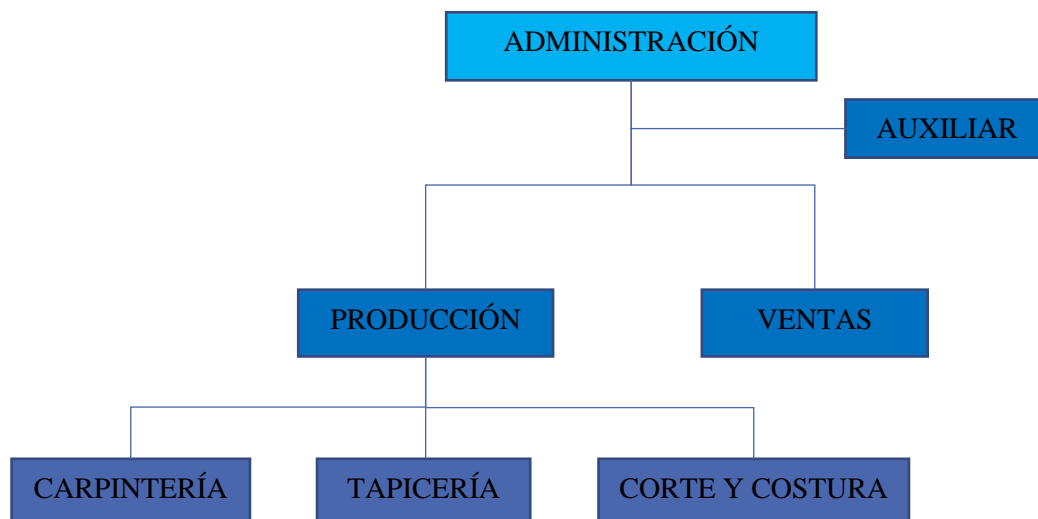 ADMINISTRACIÓN
AUXILIAR
PRODUCCIÓN
VENTAS
CARPINTERÍA
TAPICERÍA
CORTE Y COSTURA